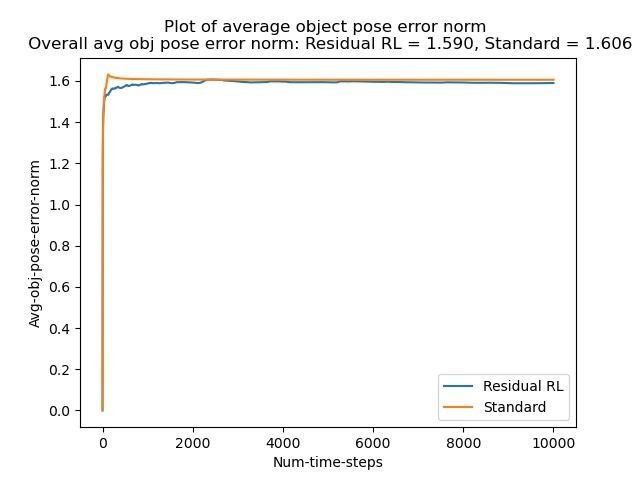 Plot of average object pose error norm
Overall avg obj pose error norm: Residual RL = 1.590, Standard = 1.606
1.6
1.4
1.2
1.0
0.8
0.6
0.4
0.2
0.0
Avg-obj-pose-error-norm
Residual RL
Standard
0 2000 4000 6000 8000 10000
Num-time-steps